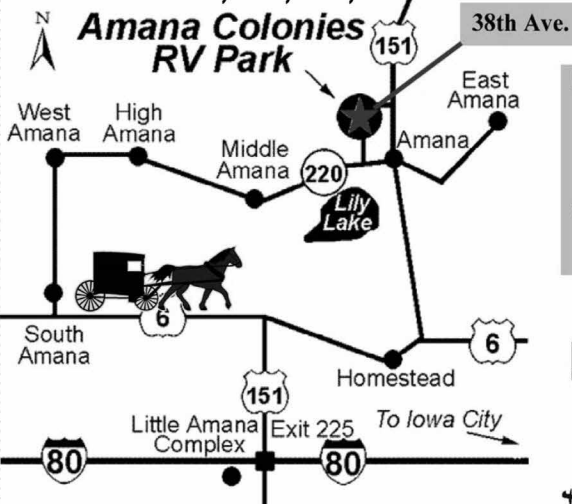 N
Amana Colonies
RV Park
151
38th Ave.
East
Amana
West
Amana
High
Amana
Middle
Amana
220
Amana
Lily
Lake
6
South
Amana
6
Homestead
151
Little Amana
Complex
Exit 225
To Iowa City
80
80